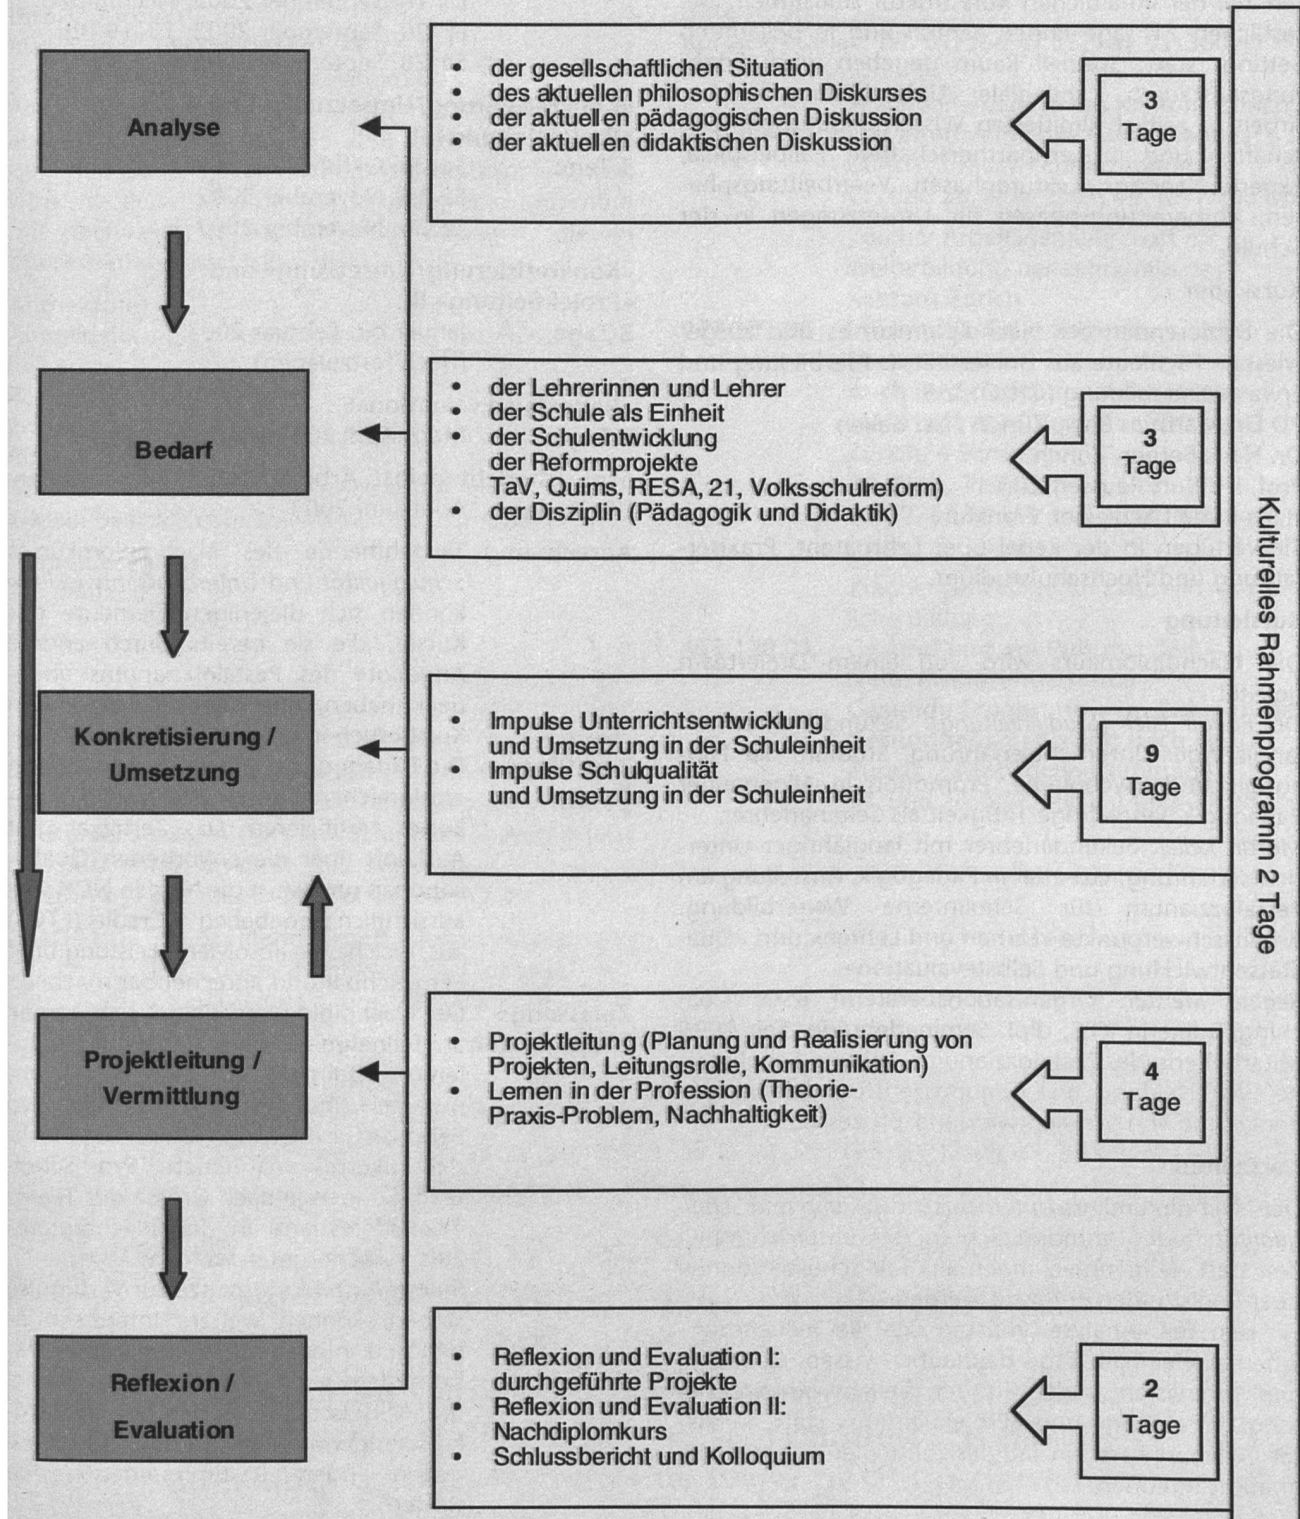 Analyse
• der gesellschaftlichen Situation
• des aktuellen philosophischen Diskurses
• der aktuellen pädagogischen Diskussion
• der aktuellen didaktischen Diskussion
3
Tage
Bedarf
• der Lehrerinnen und Lehrer
• der Schule als Einheit
• der Schulentwicklung
der Reformprojekte
TaV, Quims, RESA, 21, Volksschulreform)
• der Disziplin (Pädagogik und Didaktik)
3
Tage
Konkretisierung /
Umsetzung
• Impulse Unterrichtsentwicklung
und Umsetzung in der Schuleinheit
• Impulse Schulqualität
und Umsetzung in der Schuleinheit
9
Tage
Projektleitung /
Vermittlung
• Projektleitung (Planung und Realisierung von
Projekten, Leitungsrolle, Kommunikation)
• Lernen in der Profession (Theorie-
Praxis-Problem, Nachhaltigkeit)
4
Tage
Reflexion /
Evaluation
• Reflexion und Evaluation I:
durchgeführte Projekte
• Reflexion und Evaluation II:
Nachdiplomkurs
• Schlussbericht und Kolloquium
2
Tage
Kulturelles Rahmenprogramm 2 Tage